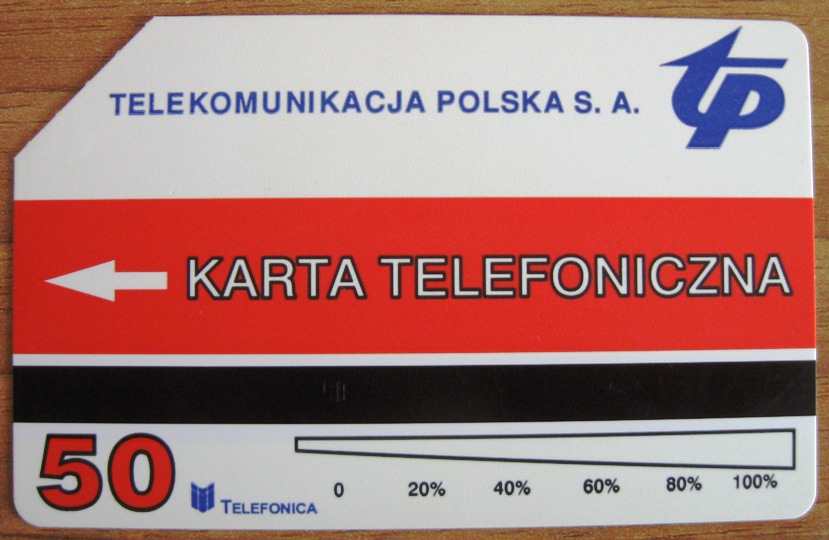 TELEKOMUNIKACJA POLSKA S. A.
tp
KARTA TELEFONICZNA
50
TELEFONICA
0 20% 40% 60% 80% 100%